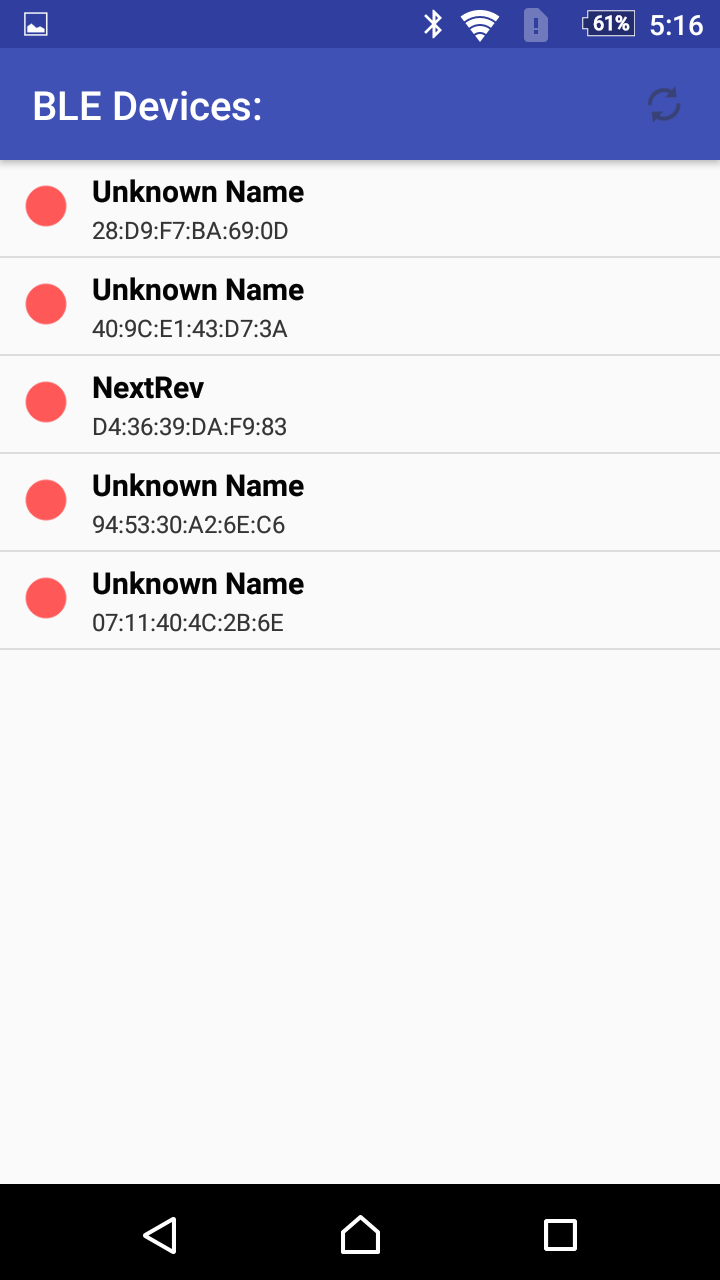 61%
5:16
BLE Devices:
Unknown Name
28:D9:F7:BA:69:0D
Unknown Name
40:9C:E1:43:D7:3A
NextRev
D4:36:39:DA:F9:83
Unknown Name
94:53:30:A2:6E:C6
Unknown Name
07:11:40:4C:2B:6E